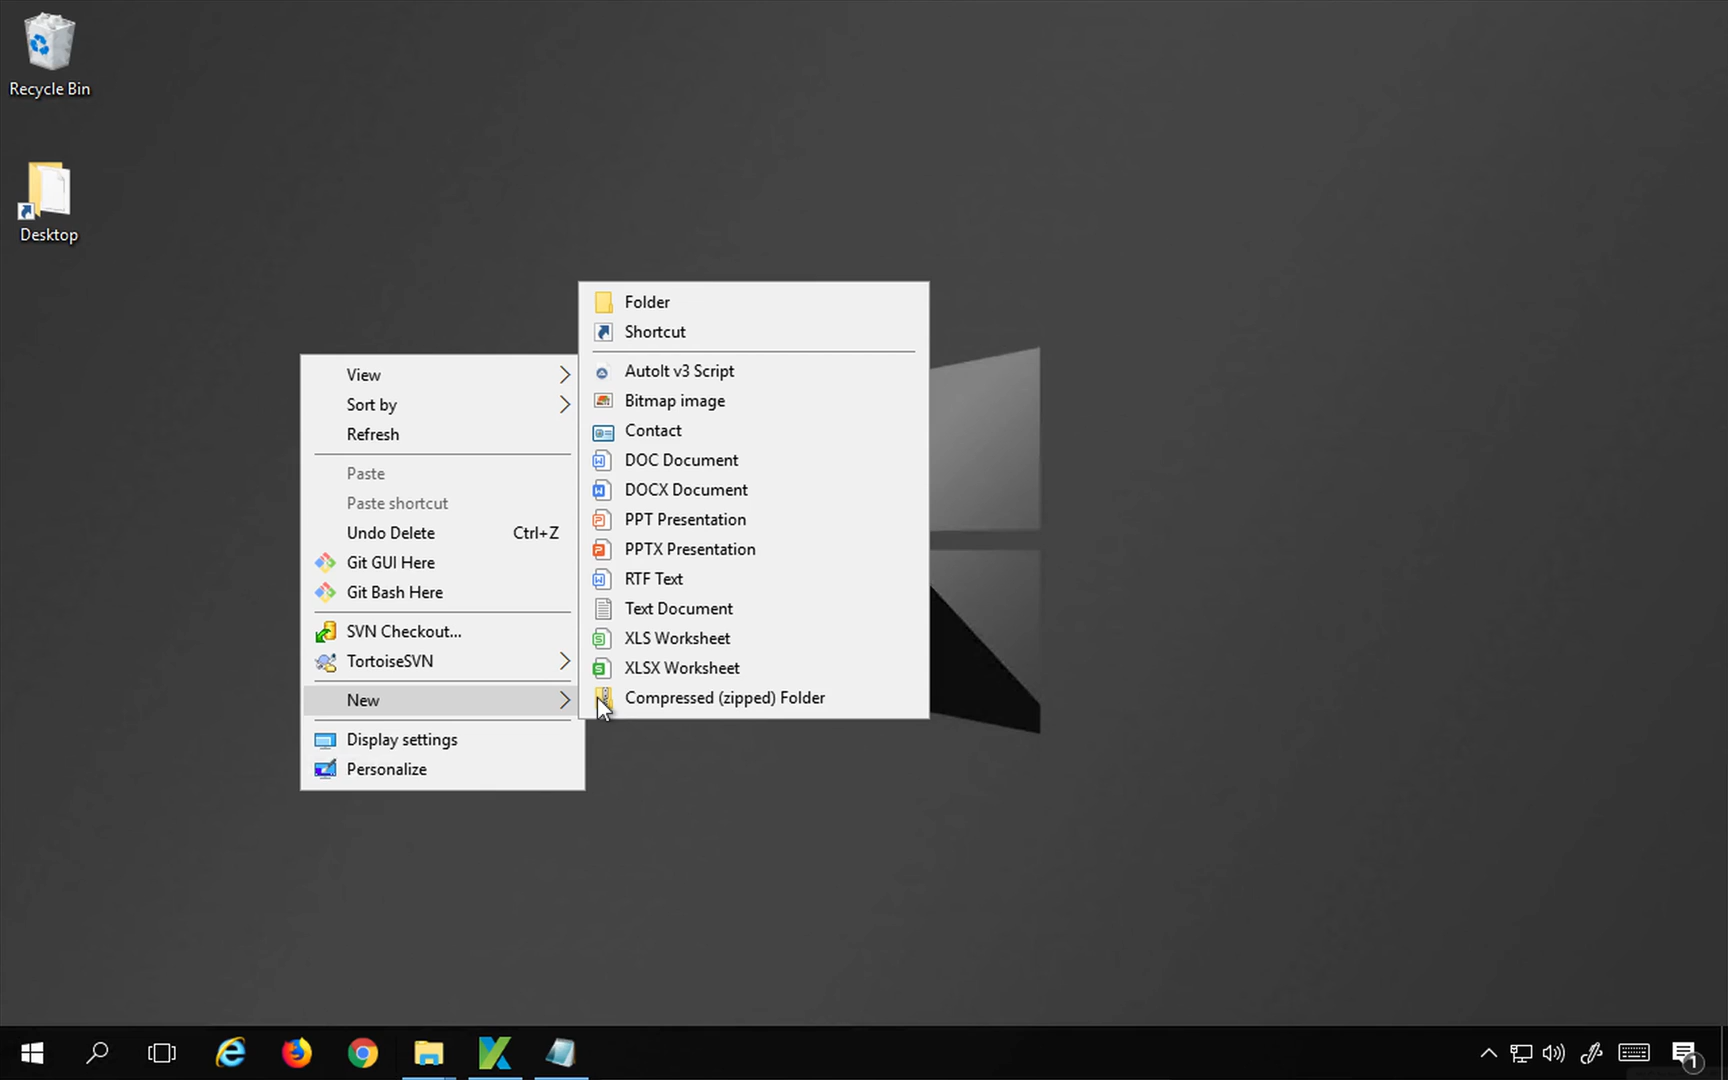 Recycle Bin
Desktop
Folder
Shortcut
AutoIt v3 Script
Bitmap image
Contact
DOC Document
DOCX Document
PPT Presentation
PPTX Presentation
RTF Text
Text Document
XLS Worksheet
XLSX Worksheet
Compressed (zipped) Folder
View
Sort by
Refresh
Paste
Paste shortcut
Undo Delete Ctrl+Z
Git GUI Here
Git Bash Here
SVN Checkout...
TortoiseSVN
New
Display settings
Personalize
1